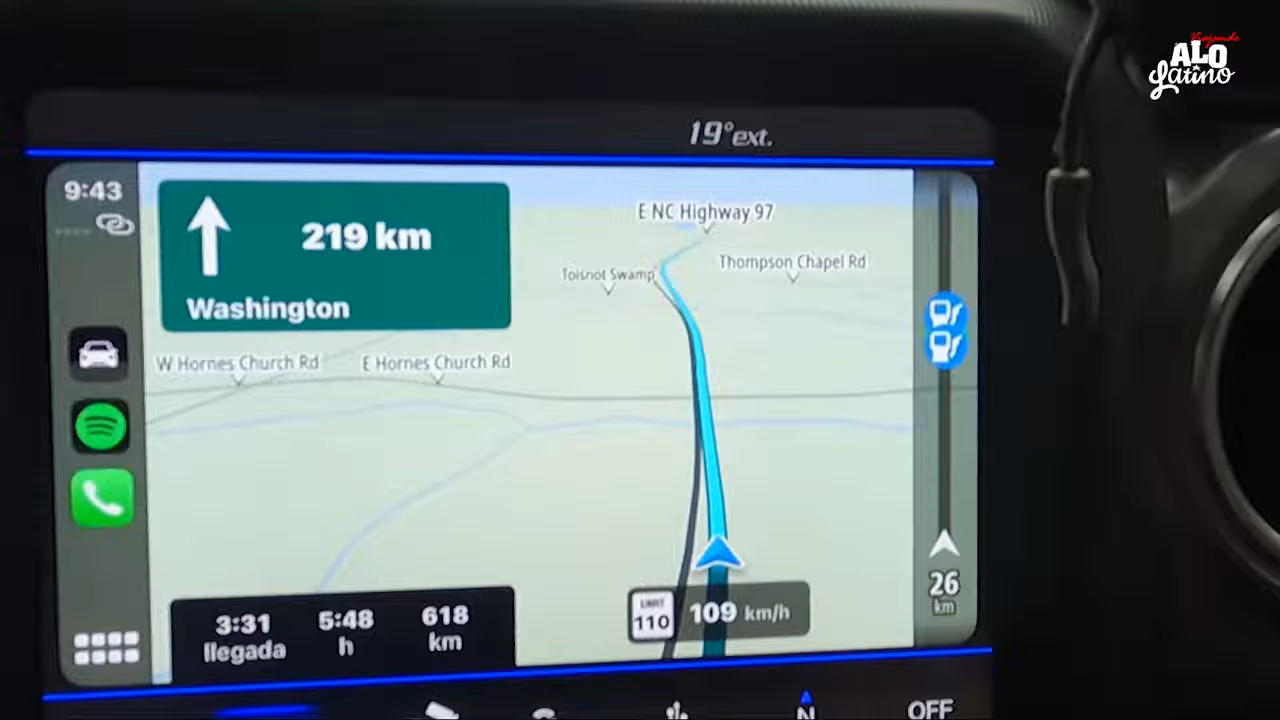 Viajando
ALO
Latino
19°ext.
9:43
219 km
Washington
E NC Highway 97
Toisnot Swamp
Thompson Chapel Rd
W Hornes Church Rd
E Hornes Church Rd
3:31
llegada
5:48
h
618
km
LIMIT
110
109 km/h
26
km
N
OFF